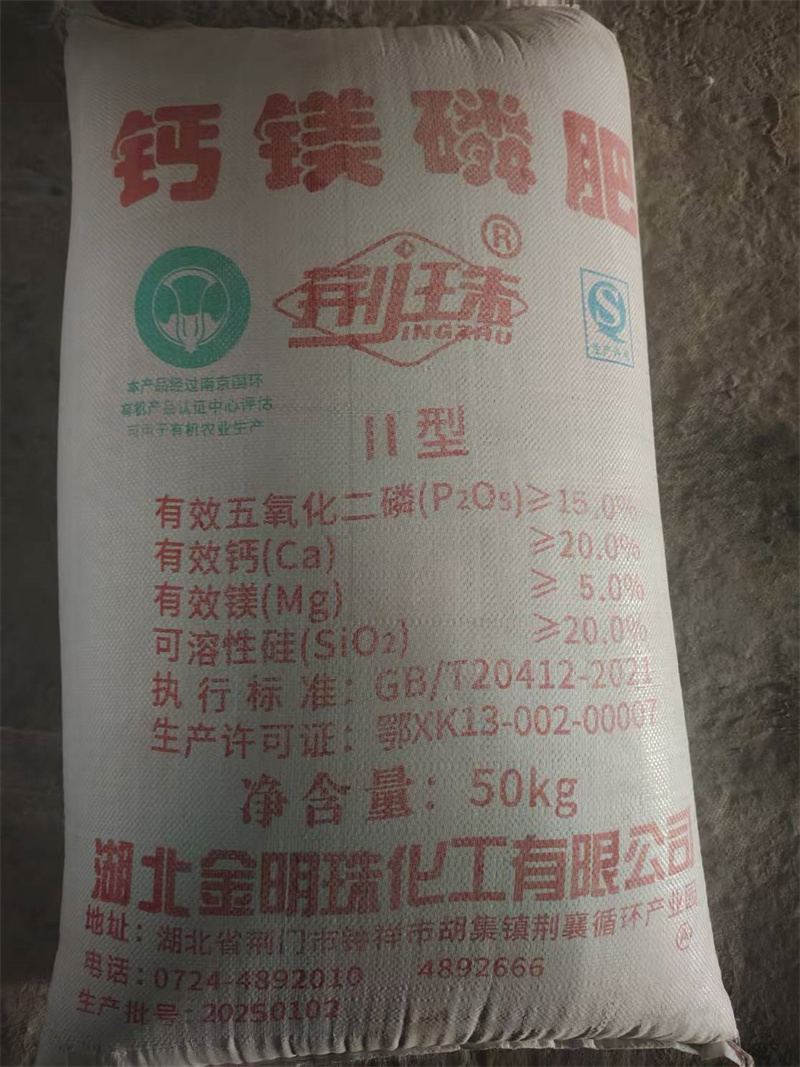 钙镁磷肥
荆珠®
JINGZHU
本产品经过南京国环
有机产品认证中心评估
可用于有机农业生产
生产许可
II型
有效五氧化二磷(P2O5)≥15.0%
有效钙(Ca) ≥20.0%
有效镁(Mg) ≥ 5.0%
可溶性硅(SiO2) ≥20.0%
执行标准：GB/T20412-2021
生产许可证：鄂XK13-002-00007
净含量：50kg
湖北金明珠化工有限公司
地址：湖北省荆门市钟祥市胡集镇荆襄循环产业园
电话：0724-4892010 4892666
生产批号：20250102